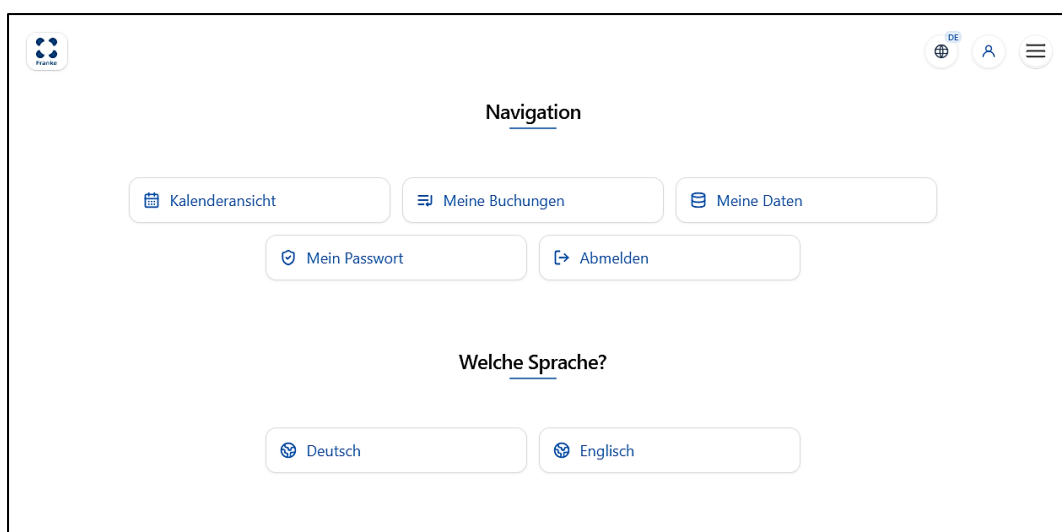 Franke
DE
Navigation
Kalenderansicht
Meine Buchungen
Meine Daten
Mein Passwort
Abmelden
Welche Sprache?
Deutsch
Englisch